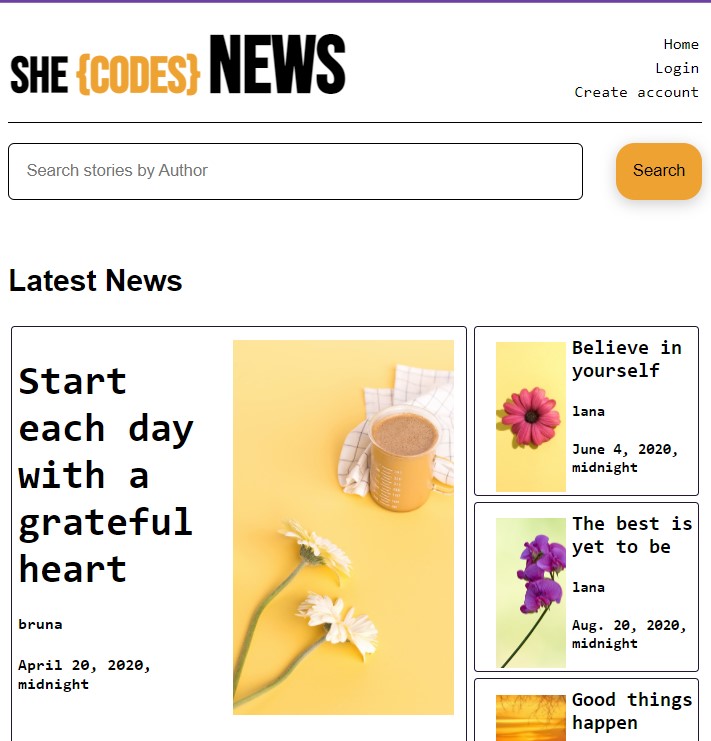 SHE {CODES} NEWS
Home
Login
Create account
Search stories by Author
Search
Latest News
Start
each day
with a
grateful
heart
bruna
April 20, 2020,
midnight
Believe in
yourself
lana
June 4, 2020,
midnight
The best is
yet to be
lana
Aug. 20, 2020,
midnight
Good things
happen